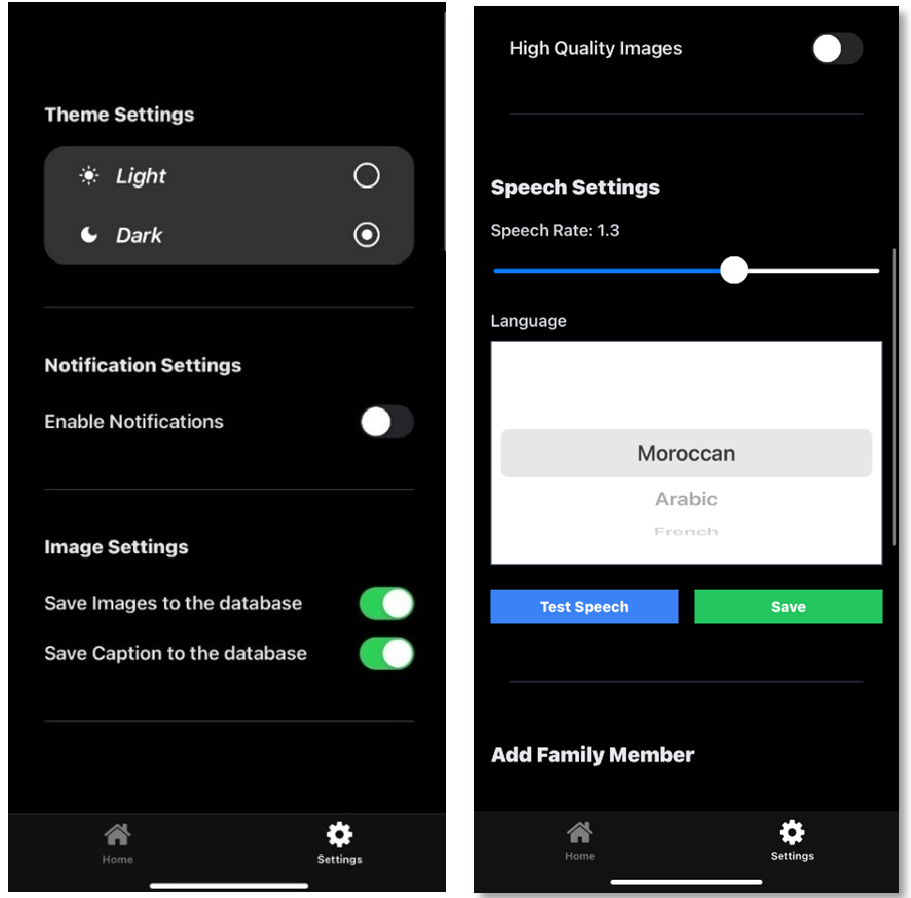 Theme Settings
Light
Dark
Notification Settings
Enable Notifications
Image Settings
Save Images to the database
Save Caption to the database
Home
Settings
High Quality Images
Speech Settings
Speech Rate: 1.3
Language
Moroccan
Arabic
French
Test Speech
Save
Add Family Member
Home
Settings